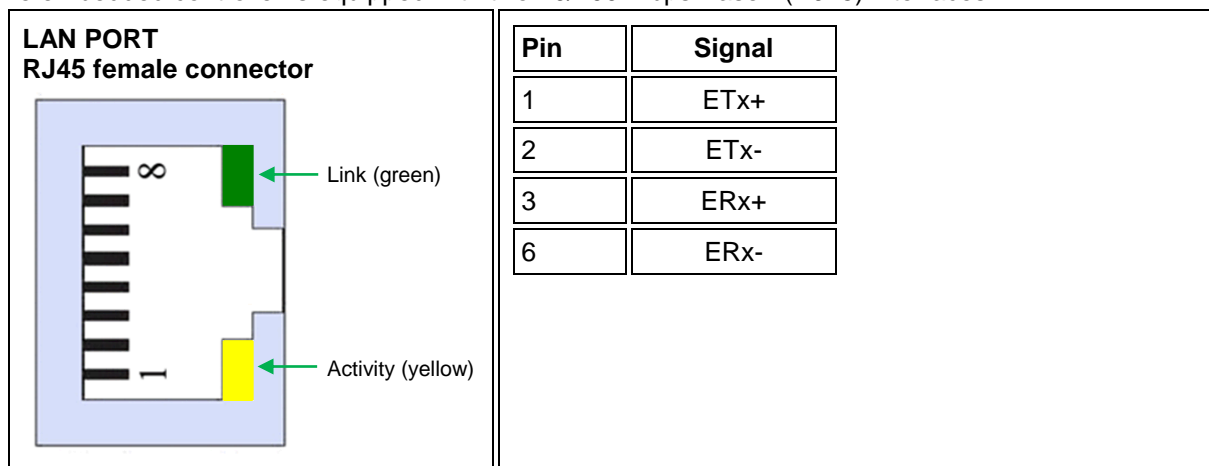 LAN PORT
RJ45 female connector
8
Link (green)
1
Activity (yellow)
Pin Signal
1 ETx+
2 ETx-
3 ERx+
6 ERx-